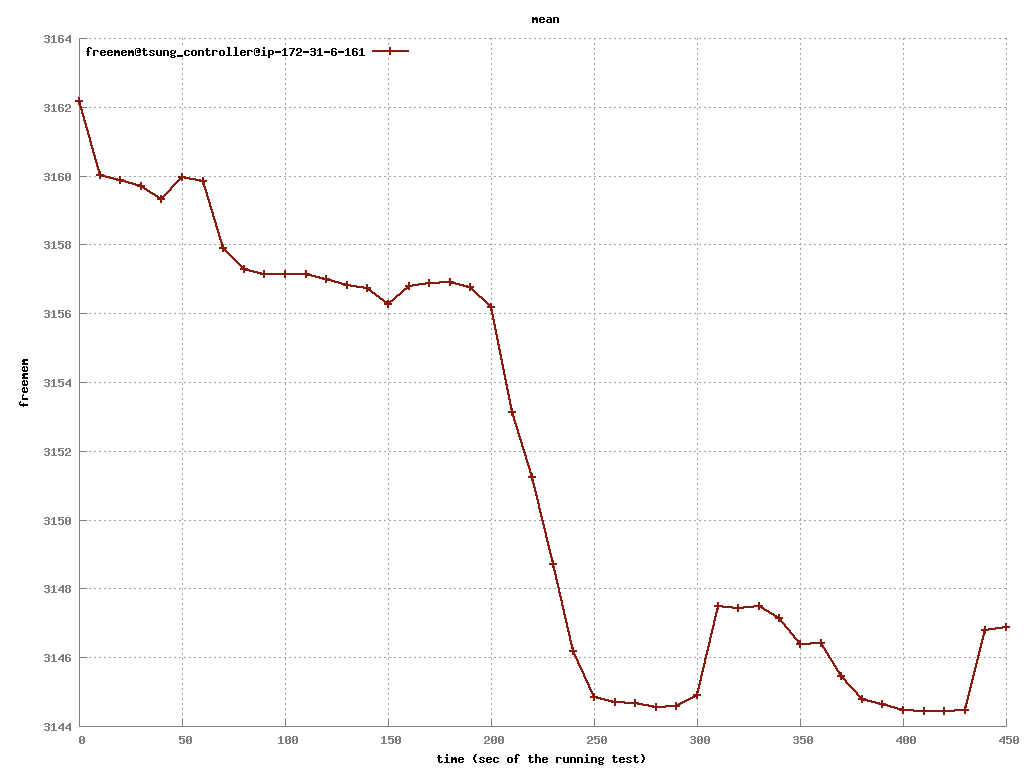 mean
3164
freemem@tsung_controller@ip-172-31-6-161
3162
3160
3158
3156
freemem
3154
3152
3150
3148
3146
3144
0 50 100 150 200 250 300 350 400 450
time (sec of the running test)